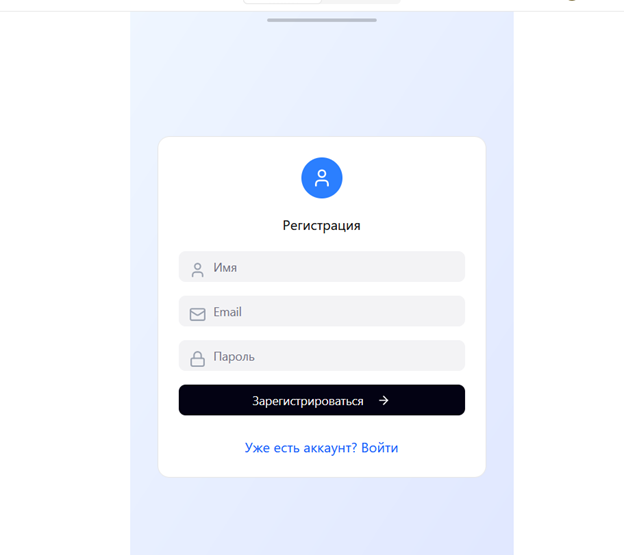 Регистрация
Имя
Email
Пароль
Зарегистрироваться
Уже есть аккаунт? Войти